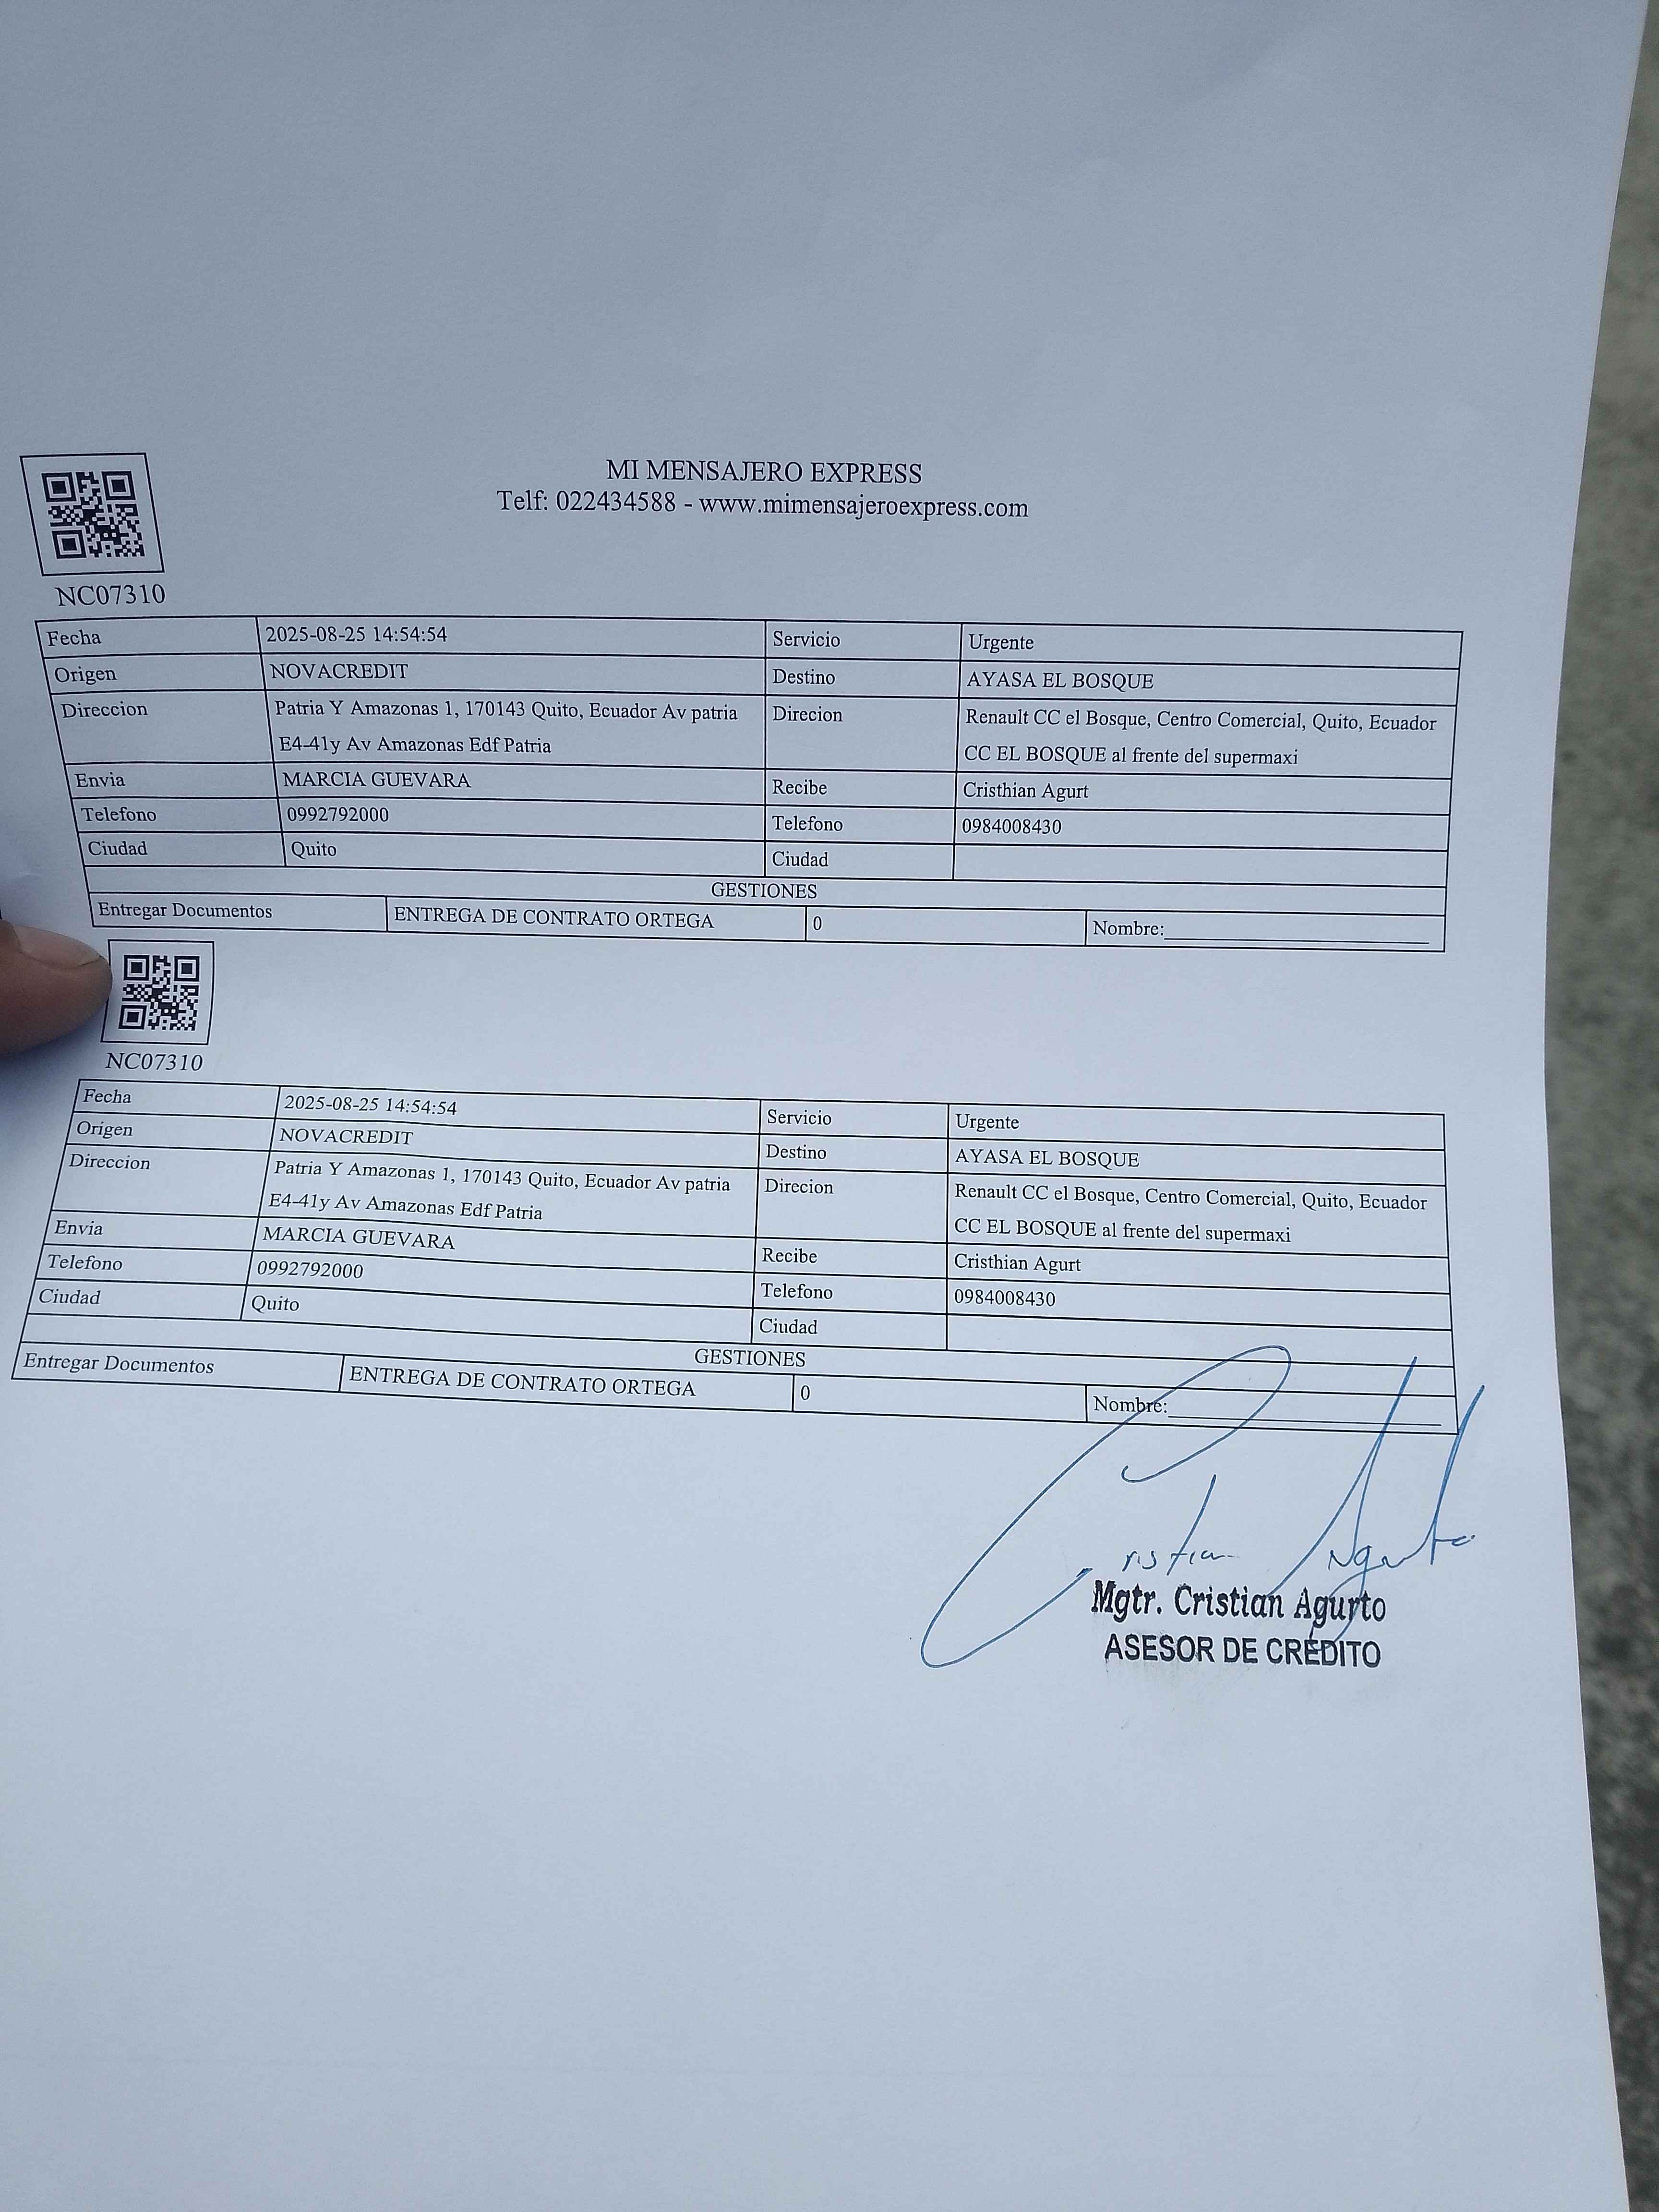 MI MENSAJERO EXPRESS
Telf: 022434588 - www.mimensajeroexpress.com
NC07310
Fecha 2025-08-25 14:54:54 Servicio Urgente
Origen NOVACREDIT Destino AYASA EL BOSQUE
Direccion Patria Y Amazonas 1, 170143 Quito, Ecuador Av patria Direcion Renault CC el Bosque, Centro Comercial, Quito, Ecuador
E4-41y Av Amazonas Edf Patria CC EL BOSQUE al frente del supermaxi
Envia MARCIA GUEVARA Recibe Cristhian Agurt
Telefono 0992792000 Telefono 0984008430
Ciudad Quito Ciudad
GESTIONES
Entregar Documentos ENTREGA DE CONTRATO ORTEGA 0 Nombre:
NC07310
Fecha 2025-08-25 14:54:54 Servicio Urgente
Origen NOVACREDIT Destino AYASA EL BOSQUE
Direccion Patria Y Amazonas 1, 170143 Quito, Ecuador Av patria Direcion Renault CC el Bosque, Centro Comercial, Quito, Ecuador
E4-41y Av Amazonas Edf Patria CC EL BOSQUE al frente del supermaxi
Envia MARCIA GUEVARA Recibe Cristhian Agurt
Telefono 0992792000 Telefono 0984008430
Ciudad Quito Ciudad
GESTIONES
Entregar Documentos ENTREGA DE CONTRATO ORTEGA 0 Nombre:
Cristian Agurto
Mgtr. Cristian Agurto
ASESOR DE CRÉDITO